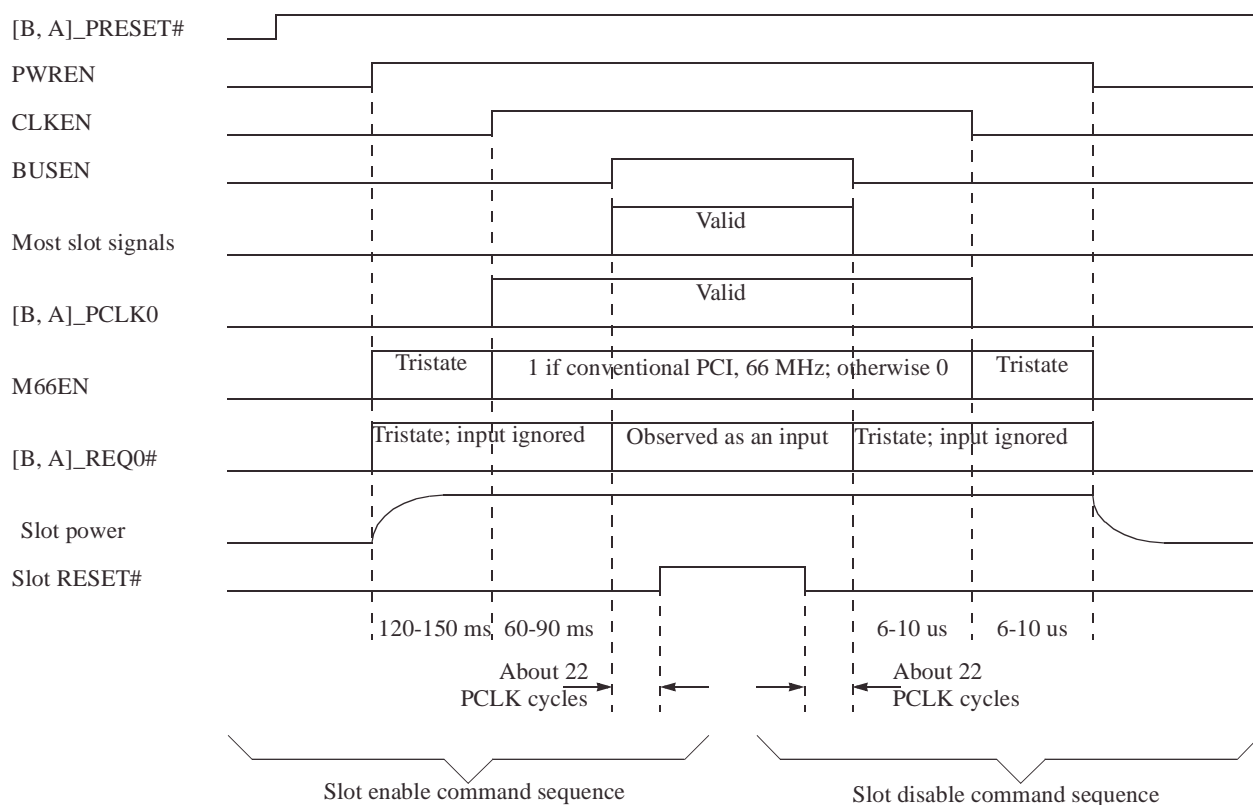 [B, A]_PRESET#
PWREN
CLKEN
BUSEN
Most slot signals
Valid
[B, A]_PCLK0
Valid
M66EN
Tristate
1 if conventional PCI, 66 MHz; otherwise 0
Tristate
[B, A]_REQ0#
Tristate; input ignored
Observed as an input
Tristate; input ignored
Slot power
Slot RESET#
120-150 ms
60-90 ms
6-10 us
6-10 us
About 22
PCLK cycles
About 22
PCLK cycles
Slot enable command sequence
Slot disable command sequence